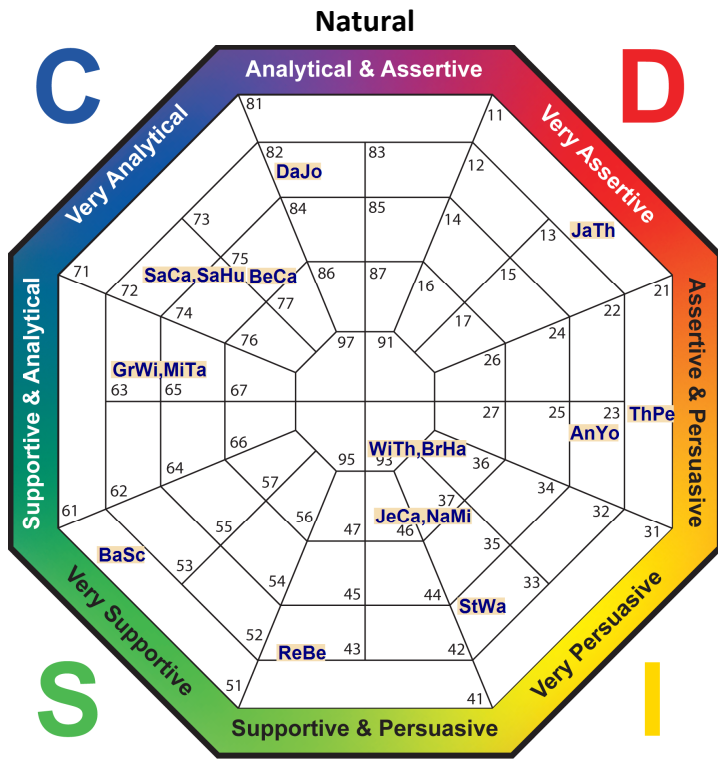 Natural
C
D
Analytical & Assertive
Very Analytical
Very Assertive
81
11
82
83
12
DaJo
73
84
85
14
13
JaTh
75
86
87
16
15
SaCa,SaHu
BeCa
71
72
74
77
17
22
21
76
97
91
24
26
Supportive & Analytical
Assertive & Persuasive
GrWi,MiTa
63
65
67
27
25
23
ThPe
AnYo
66
WiTh,BrHa
95
93
36
64
57
34
62
56
37
32
61
55
47
JeCa,NaMi
46
35
31
BaSc
53
54
45
44
33
StWa
52
ReBe
43
42
51
41
Very Supportive
Very Persuasive
Supportive & Persuasive
S
I